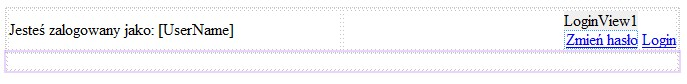 LoginView1
Jesteś zalogowany jako: [UserName]
Zmień hasło Login